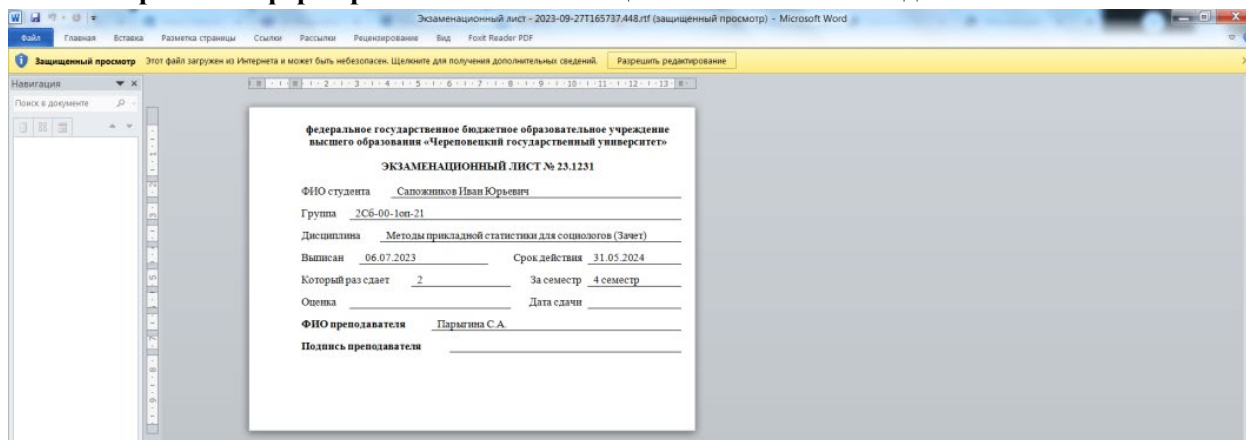 Экзаменационный лист - 2023-09-27T165737.448.rtf (защищенный просмотр) - Microsoft Word
Файл Главная Вставка Разметка страницы Ссылки Рассылки Рецензирование Вид Foxit Reader PDF
Защищенный просмотр Этот файл загружен из Интернета и может быть небезопасен. Щелкните для получения дополнительных сведений. Разрешить редактирование
Навигация
Поиск в документе
федеральное государственное бюджетное образовательное учреждение
высшего образования «Череповецкий государственный университет»
ЭКЗАМЕНАЦИОННЫЙ ЛИСТ № 23.1231
ФИО студента Сапожников Иван Юрьевич
Группа 2Сб-00-1оп-21
Дисциплина Методы прикладной статистики для социологов (Зачет)
Выписан 06.07.2023 Срок действия 31.05.2024
Который раз сдает 2 За семестр 4 семестр
Оценка Дата сдачи
ФИО преподавателя Парыгина С.А.
Подпись преподавателя